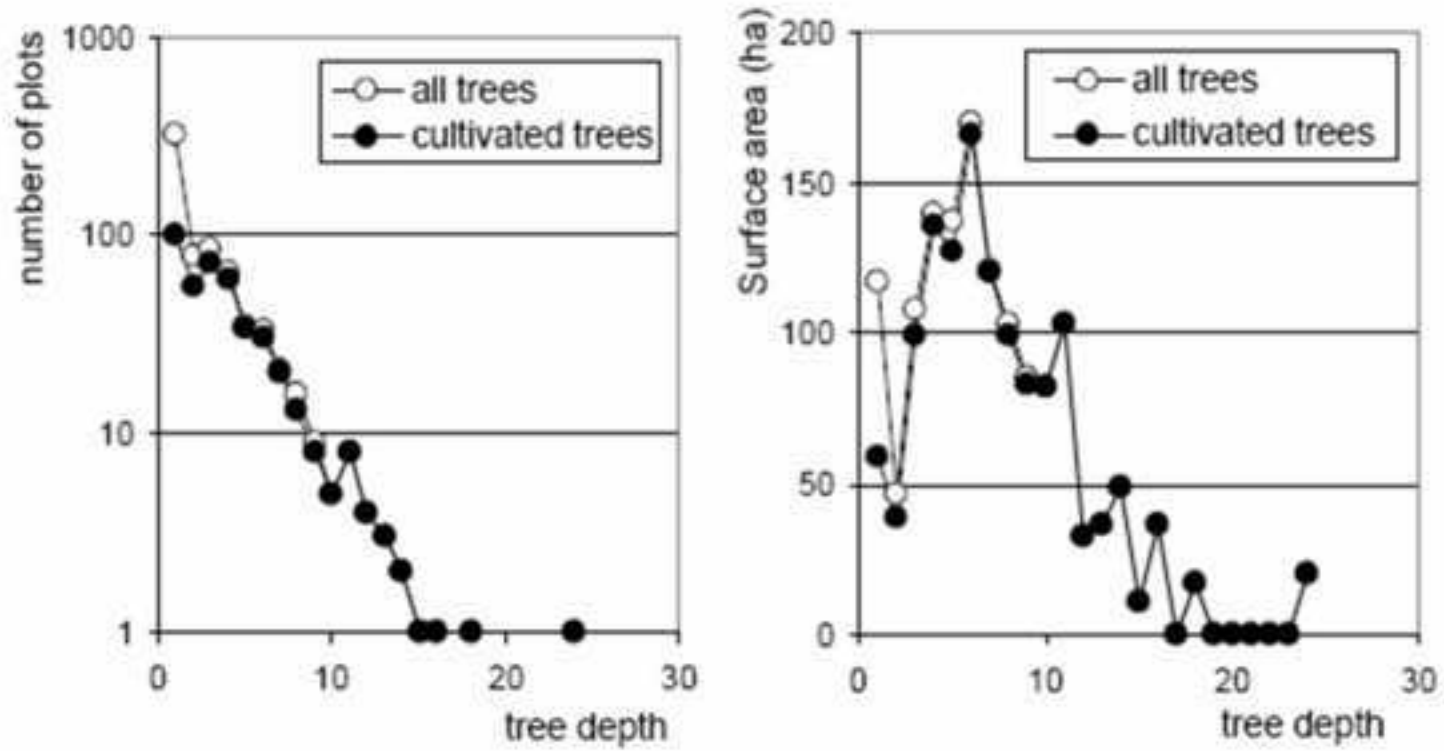 number of plots
1000
100
10
1
all trees
cultivated trees
0
10
20
30
tree depth
Surface area (ha)
200
150
100
50
0
all trees
cultivated trees
0
10
20
30
tree depth